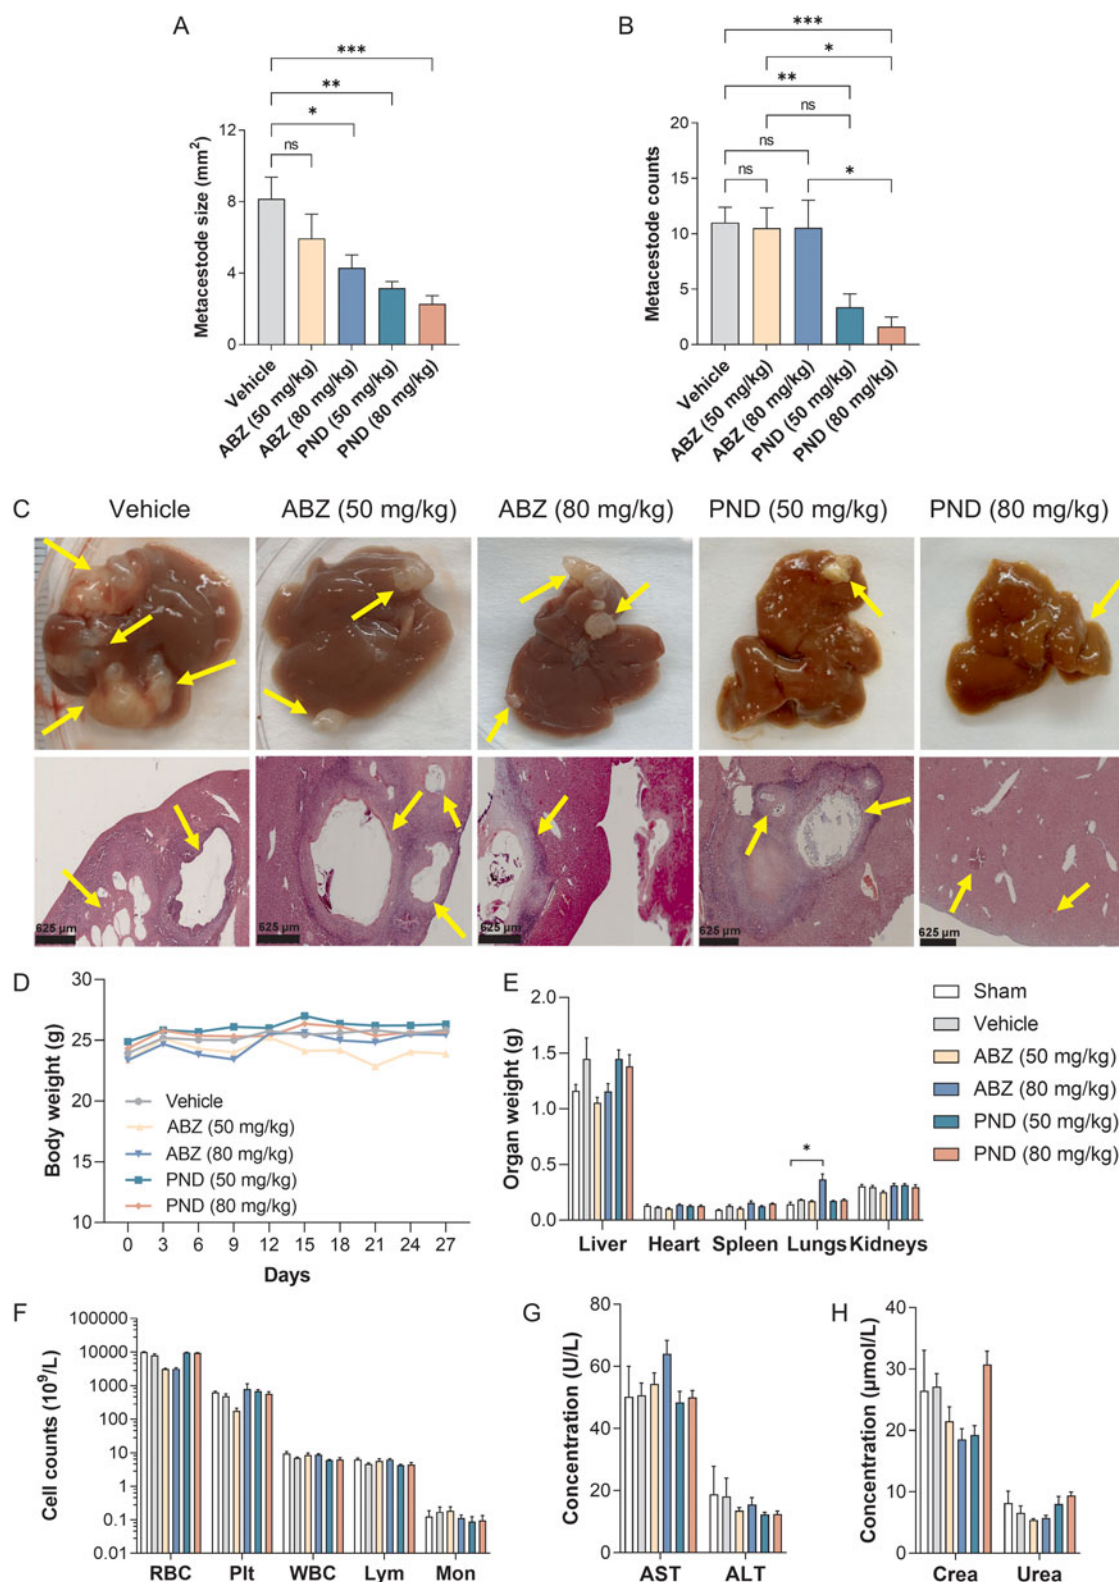 A
***
**
*
ns
12
8
4
0
Metacestode size (mm²)
Vehicle
ABZ (50 mg/kg)
ABZ (80 mg/kg)
PND (50 mg/kg)
PND (80 mg/kg)
B
***
*
**
ns
ns
ns
*
20
15
10
5
0
Metacestode counts
Vehicle
ABZ (50 mg/kg)
ABZ (80 mg/kg)
PND (50 mg/kg)
PND (80 mg/kg)
C
Vehicle
ABZ (50 mg/kg)
ABZ (80 mg/kg)
PND (50 mg/kg)
PND (80 mg/kg)
625 µm
625 µm
625 µm
625 µm
625 µm
D
30
25
20
15
10
Body weight (g)
Vehicle
ABZ (50 mg/kg)
ABZ (80 mg/kg)
PND (50 mg/kg)
PND (80 mg/kg)
0 3 6 9 12 15 18 21 24 27
Days
E
2.0
1.5
1.0
0.5
0.0
Organ weight (g)
*
Liver Heart Spleen Lungs Kidneys
Sham
Vehicle
ABZ (50 mg/kg)
ABZ (80 mg/kg)
PND (50 mg/kg)
PND (80 mg/kg)
F
100000
10000
1000
100
10
1
0.1
0.01
Cell counts (10⁹/L)
RBC Plt WBC Lym Mon
G
80
60
40
20
0
Concentration (U/L)
AST ALT
H
40
30
20
10
0
Concentration (µmol/L)
Crea Urea